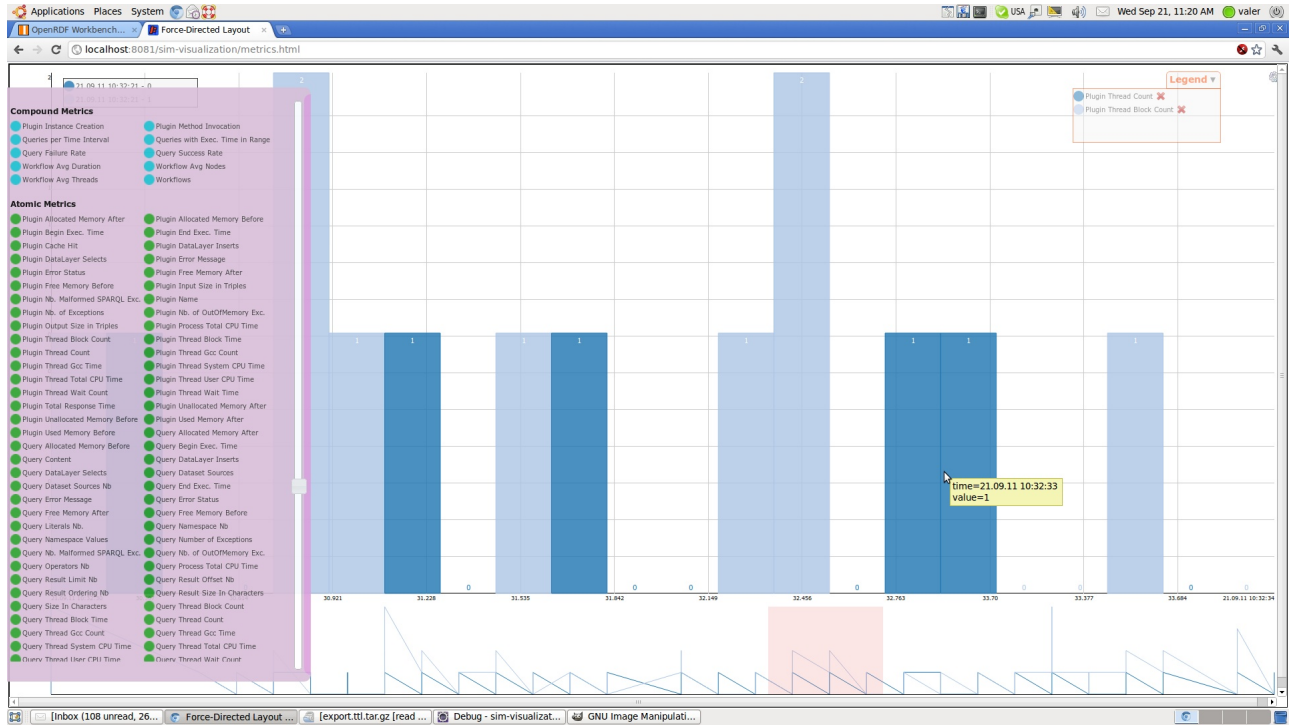 Applications Places System USA Wed Sep 21, 11:20 AM valer
OpenRDF Workbench... × Force-Directed Layout ×
localhost:8081/sim-visualization/metrics.html
2 21.09.11 10:32:21 - 0 2 2 Legend ▾
Plugin Thread Count
Plugin Thread Block Count
Compound Metrics
Plugin Instance Creation Plugin Method Invocation
Queries per Time Interval Queries with Exec. Time in Range
Query Failure Rate Query Success Rate
Workflow Avg Duration Workflow Avg Nodes
Workflow Avg Threads Workflows
Atomic Metrics
Plugin Allocated Memory After Plugin Allocated Memory Before
Plugin Begin Exec. Time Plugin End Exec. Time
Plugin Cache Hit Plugin DataLayer Inserts
Plugin DataLayer Selects Plugin Error Message
Plugin Error Status Plugin Free Memory After
Plugin Free Memory Before Plugin Input Size in Triples
Plugin Nb. Malformed SPARQL Exc. Plugin Name
Plugin Nb. of Exceptions Plugin Nb. of OutOfMemory Exc.
Plugin Output Size in Triples Plugin Process Total CPU Time
Plugin Thread Block Count Plugin Thread Block Time
Plugin Thread Count Plugin Thread Gcc Count
Plugin Thread Gcc Time Plugin Thread System CPU Time
Plugin Thread Total CPU Time Plugin Thread User CPU Time
Plugin Thread Wait Count Plugin Thread Wait Time
Plugin Total Response Time Plugin Unallocated Memory After
Plugin Unallocated Memory Before Plugin Used Memory After
Plugin Used Memory Before Query Allocated Memory After
Query Allocated Memory Before Query Begin Exec. Time
Query Content Query DataLayer Inserts
Query DataLayer Selects Query Dataset Sources
Query Dataset Sources Nb Query End Exec. Time
Query Error Message Query Error Status
Query Free Memory After Query Free Memory Before
Query Literals Nb. Query Namespace Nb
Query Namespace Values Query Number of Exceptions
Query Nb. Malformed SPARQL Exc. Query Nb. of OutOfMemory Exc.
Query Operators Nb Query Process Total CPU Time
Query Result Limit Nb Query Result Offset Nb
Query Result Ordering Nb Query Result Size In Characters
Query Size In Characters Query Thread Block Count
Query Thread Block Time Query Thread Count
Query Thread Gcc Count Query Thread Gcc Time
Query Thread System CPU Time Query Thread Total CPU Time
Query Thread User CPU Time Query Thread Wait Count
1 1 1 1 1 1 1 1
time=21.09.11 10:32:33
value=1
0 0 0 0 0 0 0 0
30.921 31.228 31.535 31.842 32.149 32.456 32.763 33.70 33.377 33.684 21.09.11 10:32:34
[Inbox (108 unread, 26... Force-Directed Layout ... [export.ttl.tar.gz [read ... Debug - sim-visualizat... GNU Image Manipulati...